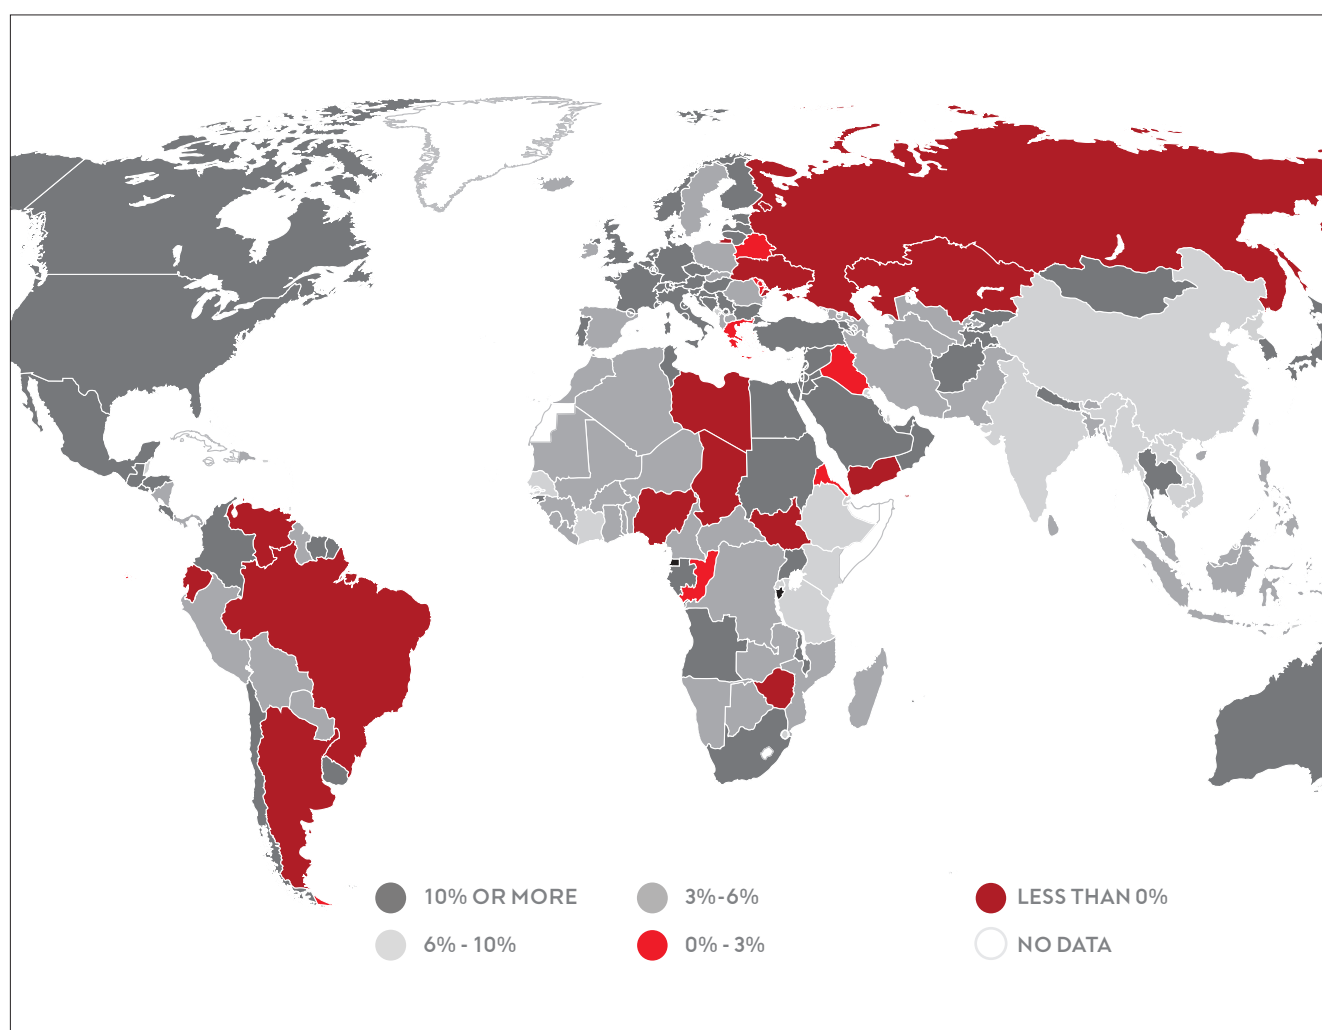 10% OR MORE
3%-6%
LESS THAN 0%
6% - 10%
0% - 3%
NO DATA